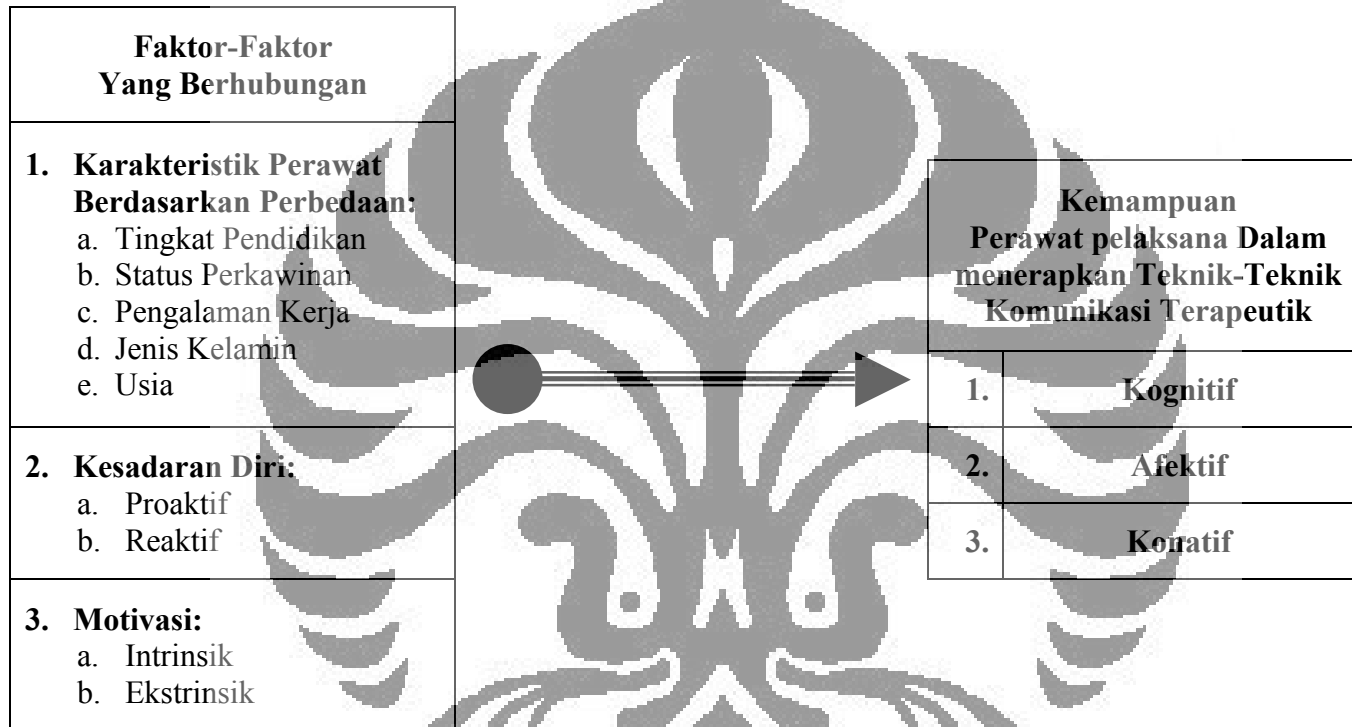 Faktor-Faktor
Yang Berhubungan
1. Karakteristik Perawat
Berdasarkan Perbedaan:
a. Tingkat Pendidikan
b. Status Perkawinan
c. Pengalaman Kerja
d. Jenis Kelamin
e. Usia
2. Kesadaran Diri:
a. Proaktif
b. Reaktif
3. Motivasi:
a. Intrinsik
b. Ekstrinsik
Kemampuan
Perawat pelaksana Dalam
menerapkan Teknik-Teknik
Komunikasi Terapeutik
1. Kognitif
2. Afektif
3. Konatif